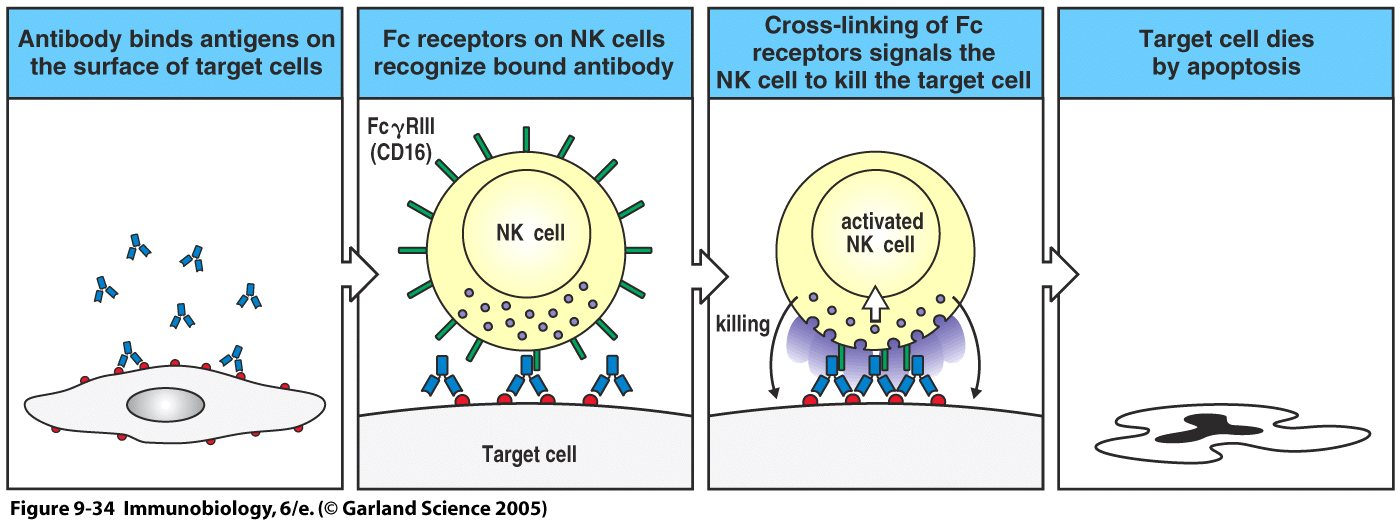 Antibody binds antigens on
the surface of target cells
Fc receptors on NK cells
recognize bound antibody
Cross-linking of Fc
receptors signals the
NK cell to kill the target cell
Target cell dies
by apoptosis
Fc γRIII
(CD16)
NK cell
Target cell
activated
NK cell
killing
Figure 9-34 Immunobiology, 6/e. (© Garland Science 2005)